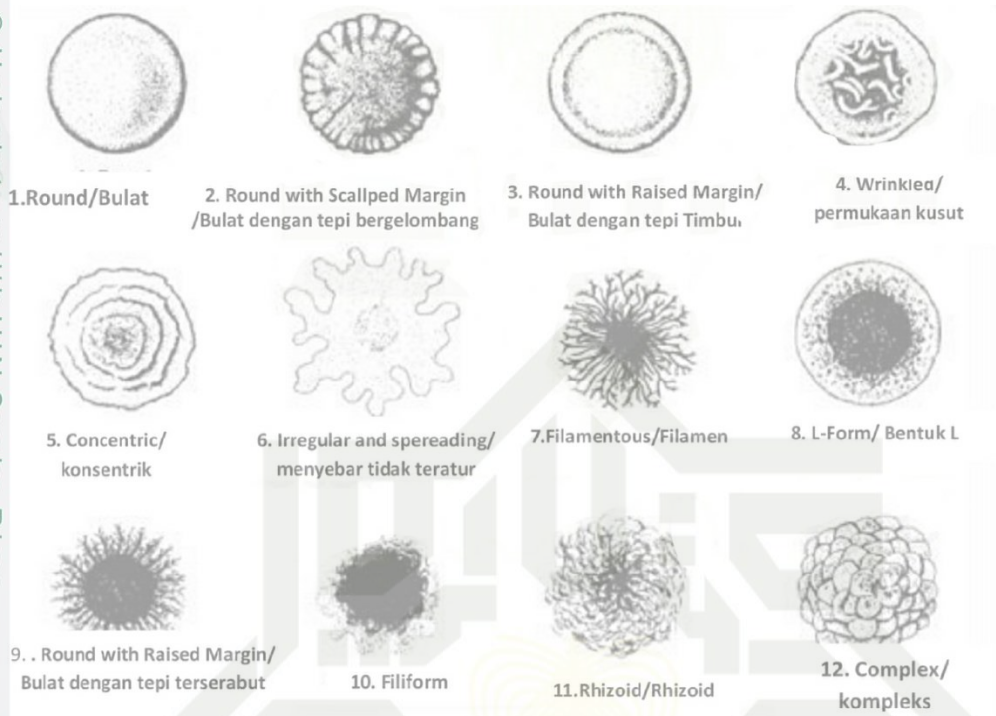 1.Round/Bulat
2. Round with Scallped Margin
/Bulat dengan tepi bergelombang
3. Round with Raised Margin/
Bulat dengan tepi
4. Wrinkled/
permukaan kusut
5. Concentric/
konsentrik
6. Irregular and spereading/
menyebar tidak teratur
7.Filamentous/Filamen
8. L-Form/ Bentuk L
9. . Round with Raised Margin/
Bulat dengan tepi terserabut
10. Filiform
11.Rhizoid/Rhizoid
12. Complex/
kompleks